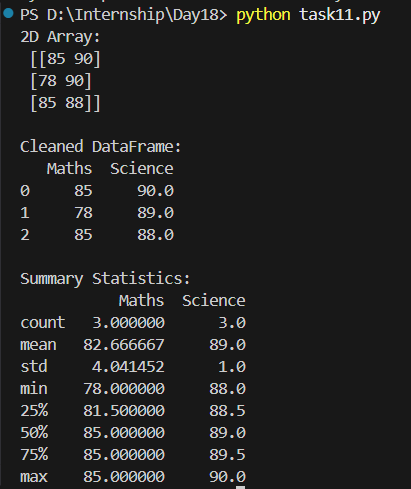 PS D:\Internship\Day18> python task11.py
2D Array:
 [[85 90]
 [78 90]
 [85 88]]
Cleaned DataFrame:
   Maths  Science
0     85     90.0
1     78     89.0
2     85     88.0
Summary Statistics:
           Maths  Science
count   3.000000      3.0
mean   82.666667     89.0
std     4.041452      1.0
min    78.000000     88.0
25%    81.500000     88.5
50%    85.000000     89.0
75%    85.000000     89.5
max    85.000000     90.0